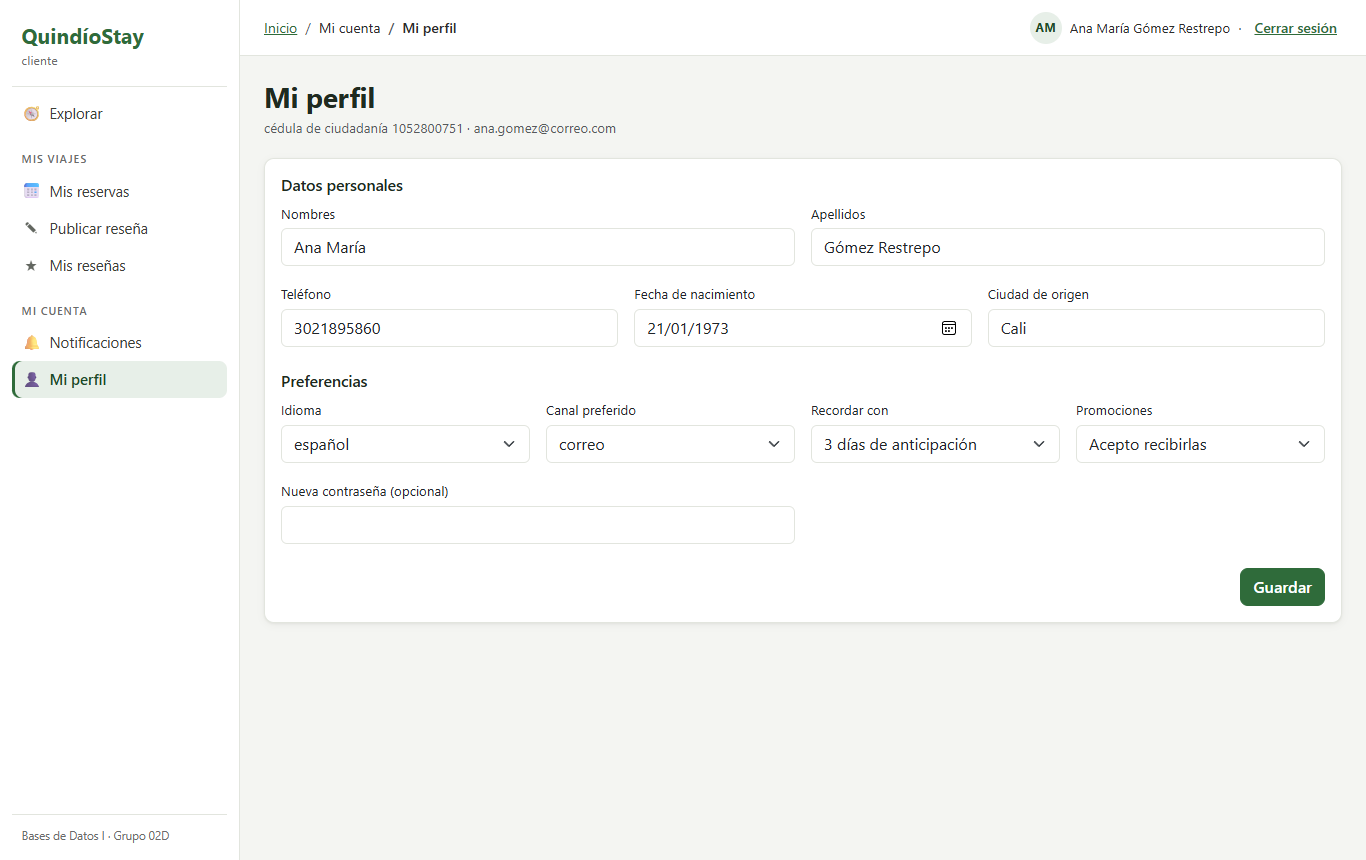 QuindíoStay
cliente
Explorar
MIS VIAJES
Mis reservas
Publicar reseña
Mis reseñas
MI CUENTA
Notificaciones
Mi perfil
Bases de Datos I · Grupo 02D
Inicio / Mi cuenta / Mi perfil
AM Ana María Gómez Restrepo · Cerrar sesión
Mi perfil
cédula de ciudadanía 1052800751 · ana.gomez@correo.com
Datos personales
Nombres Apellidos
Ana María Gómez Restrepo
Teléfono Fecha de nacimiento Ciudad de origen
3021895860 21/01/1973 Cali
Preferencias
Idioma Canal preferido Recordar con Promociones
español correo 3 días de anticipación Acepto recibirlas
Nueva contraseña (opcional)
Guardar